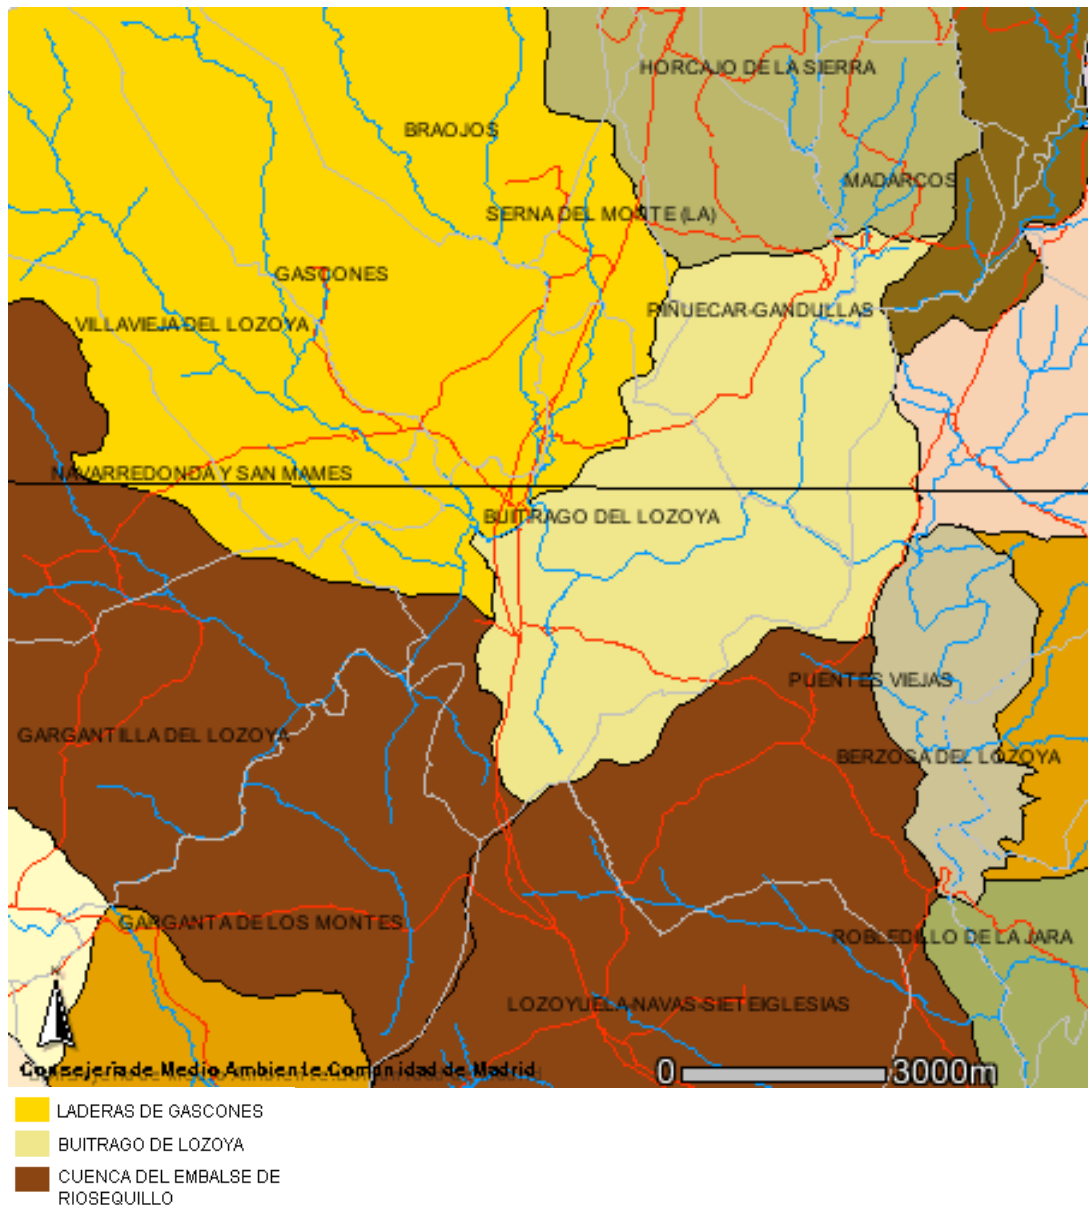 HORCAJO DE LA SIERRA
BRAOJOS
MADARCOS
SERNA DEL MONTE (LA)
GASCONES
PIÑUECAR-GANDULLAS
VILLAVIEJA DEL LOZOYA
NAVARREDONDA Y SAN MAMES
BUITRAGO DEL LOZOYA
PUENTES VIEJAS
GARGANTILLA DEL LOZOYA
BERZOSA DEL LOZOYA
GARGANTA DE LOS MONTES
ROBLEDILLO DE LA JARA
LOZOYUELA-NAVAS-SIETEIGLESIAS
Consejería de Medio Ambiente.Comunidad de Madrid
0 3000m
LADERAS DE GASCONES
BUITRAGO DE LOZOYA
CUENCA DEL EMBALSE DE
RIOSEQUILLO